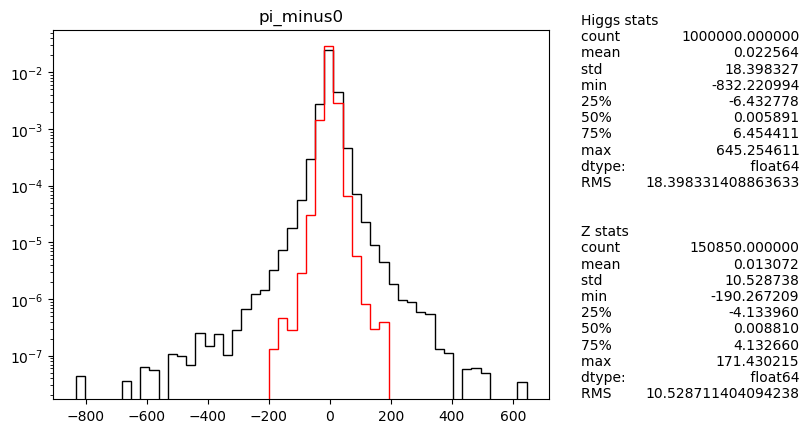 pi_minus0
10⁻²
10⁻³
10⁻⁴
10⁻⁵
10⁻⁶
10⁻⁷
−800 −600 −400 −200 0 200 400 600
Higgs stats
count 1000000.000000
mean 0.022564
std 18.398327
min -832.220994
25% -6.432778
50% 0.005891
75% 6.454411
max 645.254611
dtype: float64
RMS 18.398331408863633
Z stats
count 150850.000000
mean 0.013072
std 10.528738
min -190.267209
25% -4.133960
50% 0.008810
75% 4.132660
max 171.430215
dtype: float64
RMS 10.528711404094238